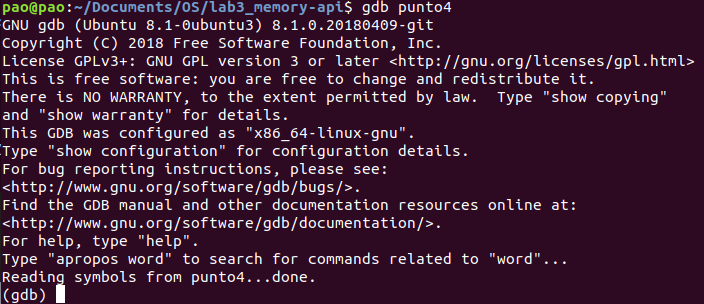 pao@pao:~/Documents/OS/lab3_memory-api$ gdb punto4
GNU gdb (Ubuntu 8.1-0ubuntu3) 8.1.0.20180409-git
Copyright (C) 2018 Free Software Foundation, Inc.
License GPLv3+: GNU GPL version 3 or later <http://gnu.org/licenses/gpl.html>
This is free software: you are free to change and redistribute it.
There is NO WARRANTY, to the extent permitted by law.  Type "show copying"
and "show warranty" for details.
This GDB was configured as "x86_64-linux-gnu".
Type "show configuration" for configuration details.
For bug reporting instructions, please see:
<http://www.gnu.org/software/gdb/bugs/>.
Find the GDB manual and other documentation resources online at:
<http://www.gnu.org/software/gdb/documentation/>.
For help, type "help".
Type "apropos word" to search for commands related to "word"...
Reading symbols from punto4...done.
(gdb)